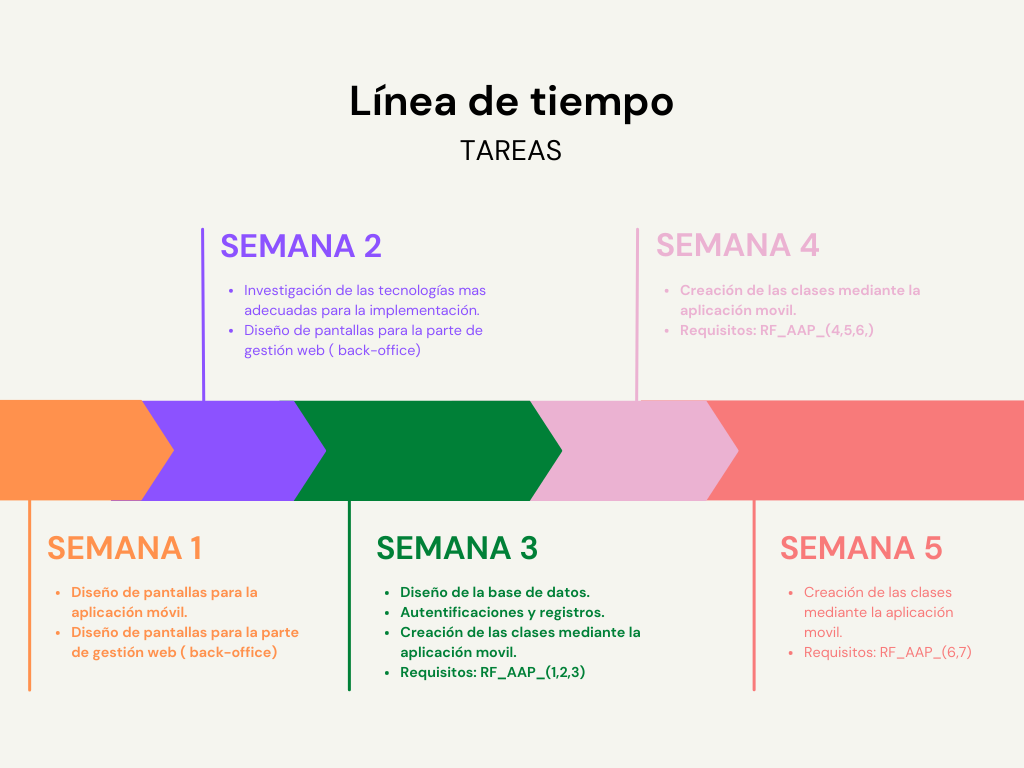 Línea de tiempo
TAREAS
SEMANA 2
• Investigación de las tecnologías mas
adecuadas para la implementación.
• Diseño de pantallas para la parte de
gestión web ( back-office)
SEMANA 4
• Creación de las clases mediante la
aplicación movil.
• Requisitos: RF_AAP_(4,5,6,)
SEMANA 1
• Diseño de pantallas para la
aplicación móvil.
• Diseño de pantallas para la parte
de gestión web ( back-office)
SEMANA 3
• Diseño de la base de datos.
• Autentificaciones y registros.
• Creación de las clases mediante la
aplicación movil.
• Requisitos: RF_AAP_(1,2,3)
SEMANA 5
• Creación de las clases
mediante la aplicación
movil.
• Requisitos: RF_AAP_(6,7)